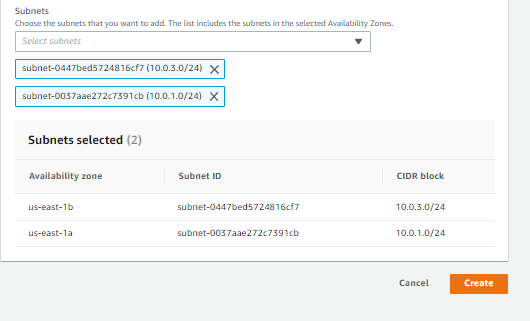 Subnets
Choose the subnets that you want to add. The list includes the subnets in the selected Availability Zones.
Select subnets
subnet-0447bed5724816cf7 (10.0.3.0/24)
subnet-0037aae272c7391cb (10.0.1.0/24)
Subnets selected (2)
Availability zone Subnet ID CIDR block
us-east-1b subnet-0447bed5724816cf7 10.0.3.0/24
us-east-1a subnet-0037aae272c7391cb 10.0.1.0/24
Cancel Create